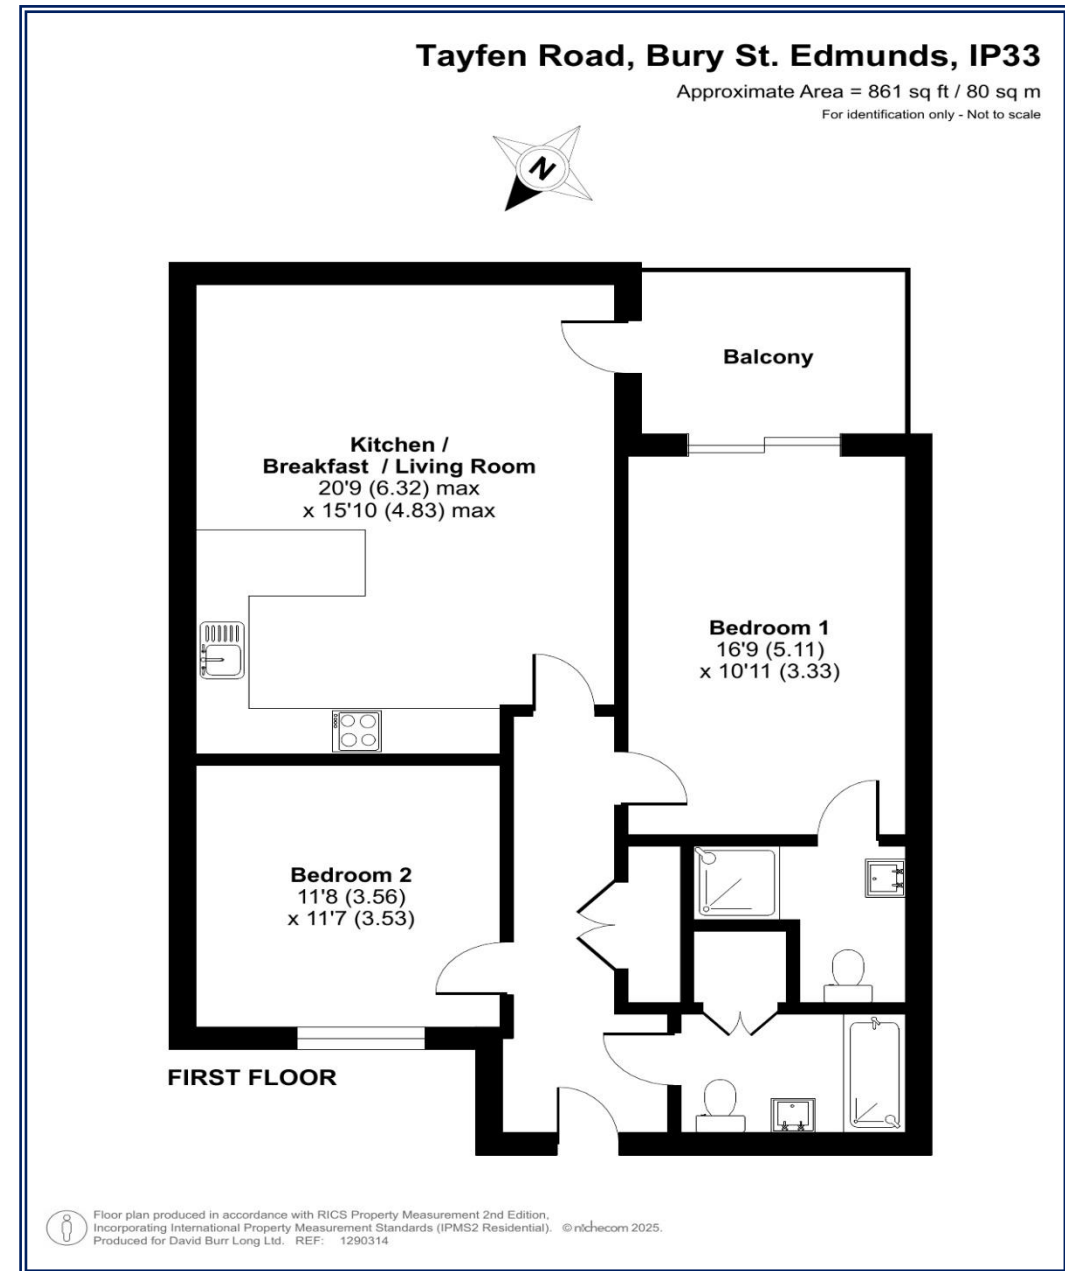 Tayfen Road, Bury St. Edmunds, IP33
Approximate Area = 861 sq ft / 80 sq m
For identification only - Not to scale
N
Balcony
Kitchen /
Breakfast / Living Room
20'9 (6.32) max
x 15'10 (4.83) max
Bedroom 1
16'9 (5.11)
x 10'11 (3.33)
Bedroom 2
11'8 (3.56)
x 11'7 (3.53)
FIRST FLOOR
Floor plan produced in accordance with RICS Property Measurement 2nd Edition,
Incorporating International Property Measurement Standards (IPMS2 Residential). © nichecom 2025.
Produced for David Burr Long Ltd. REF: 1290314